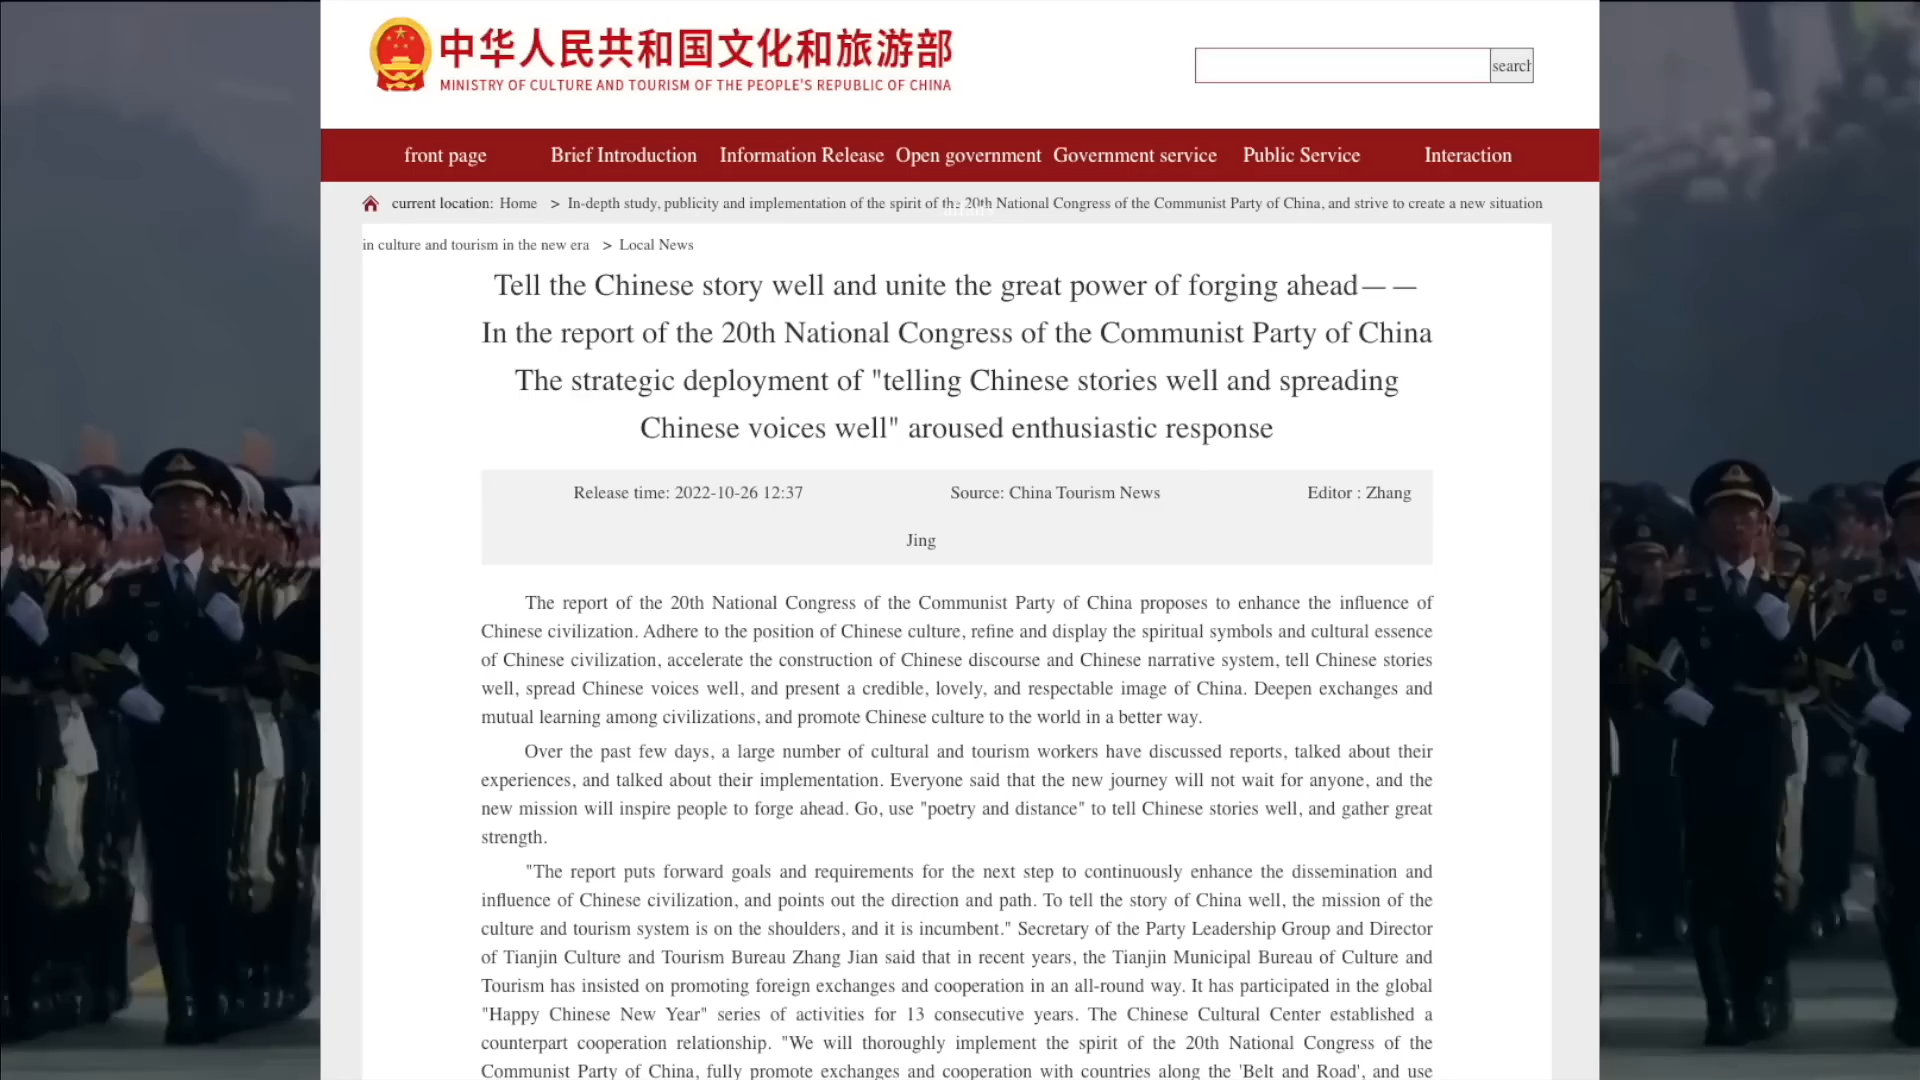 中华人民共和国文化和旅游部
MINISTRY OF CULTURE AND TOURISM OF THE PEOPLE'S REPUBLIC OF CHINA
search
front page Brief Introduction Information Release Open government Government service Public Service Interaction
current location: Home > In-depth study, publicity and implementation of the spirit of the 20th National Congress of the Communist Party of China, and strive to create a new situation
in culture and tourism in the new era > Local News
Tell the Chinese story well and unite the great power of forging ahead——
In the report of the 20th National Congress of the Communist Party of China
The strategic deployment of "telling Chinese stories well and spreading
Chinese voices well" aroused enthusiastic response
Release time: 2022-10-26 12:37 Source: China Tourism News Editor : Zhang
Jing
The report of the 20th National Congress of the Communist Party of China proposes to enhance the influence of
Chinese civilization. Adhere to the position of Chinese culture, refine and display the spiritual symbols and cultural essence
of Chinese civilization, accelerate the construction of Chinese discourse and Chinese narrative system, tell Chinese stories
well, spread Chinese voices well, and present a credible, lovely, and respectable image of China. Deepen exchanges and
mutual learning among civilizations, and promote Chinese culture to the world in a better way.
Over the past few days, a large number of cultural and tourism workers have discussed reports, talked about their
experiences, and talked about their implementation. Everyone said that the new journey will not wait for anyone, and the
new mission will inspire people to forge ahead. Go, use "poetry and distance" to tell Chinese stories well, and gather great
strength.
"The report puts forward goals and requirements for the next step to continuously enhance the dissemination and
influence of Chinese civilization, and points out the direction and path. To tell the story of China well, the mission of the
culture and tourism system is on the shoulders, and it is incumbent." Secretary of the Party Leadership Group and Director
of Tianjin Culture and Tourism Bureau Zhang Jian said that in recent years, the Tianjin Municipal Bureau of Culture and
Tourism has insisted on promoting foreign exchanges and cooperation in an all-round way. It has participated in the global
"Happy Chinese New Year" series of activities for 13 consecutive years. The Chinese Cultural Center established a
counterpart cooperation relationship. "We will thoroughly implement the spirit of the 20th National Congress of the
Communist Party of China, fully promote exchanges and cooperation with countries along the 'Belt and Road', and use